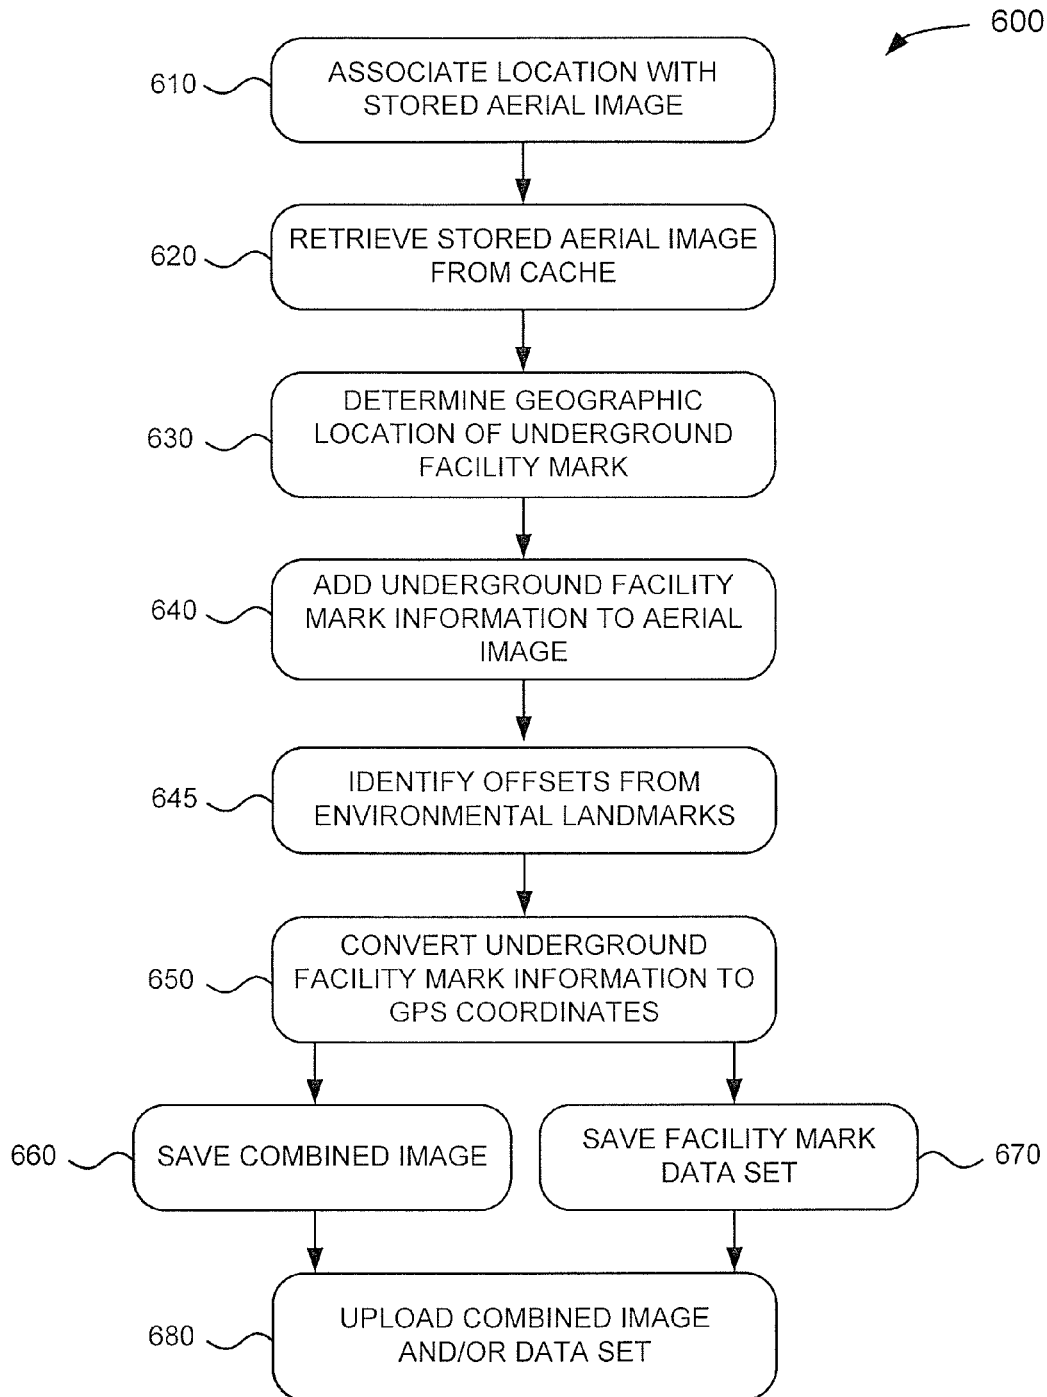 600
610
ASSOCIATE LOCATION WITH
STORED AERIAL IMAGE
620
RETRIEVE STORED AERIAL IMAGE
FROM CACHE
630
DETERMINE GEOGRAPHIC
LOCATION OF UNDERGROUND
FACILITY MARK
640
ADD UNDERGROUND FACILITY
MARK INFORMATION TO AERIAL
IMAGE
645
IDENTIFY OFFSETS FROM
ENVIRONMENTAL LANDMARKS
650
CONVERT UNDERGROUND
FACILITY MARK INFORMATION TO
GPS COORDINATES
660
SAVE COMBINED IMAGE
SAVE FACILITY MARK
DATA SET
670
680
UPLOAD COMBINED IMAGE
AND/OR DATA SET